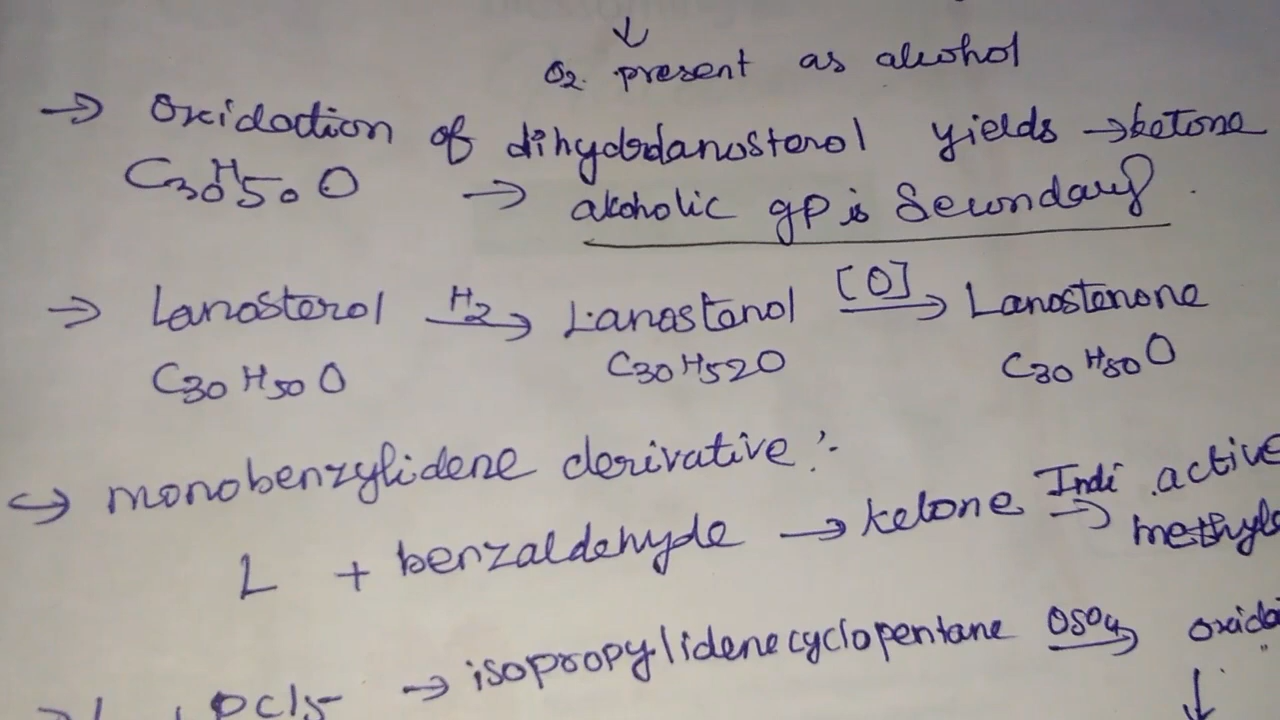 ↓
O2 present as alcohol
→ Oxidation of dihydrolanosterol yields → ketone
C30H50O → alcoholic gp is Secondary.
→ Lanosterol H2→ Lanostanol [O]→ Lanostenone
C30H50O C30H52O C30H50O
↪ monobenzylidene derivative :-
L + benzaldehyde → ketone Indi→ active
methyle
PCl5 → isopropylidenecyclopentane OsO4→ oxida
↓